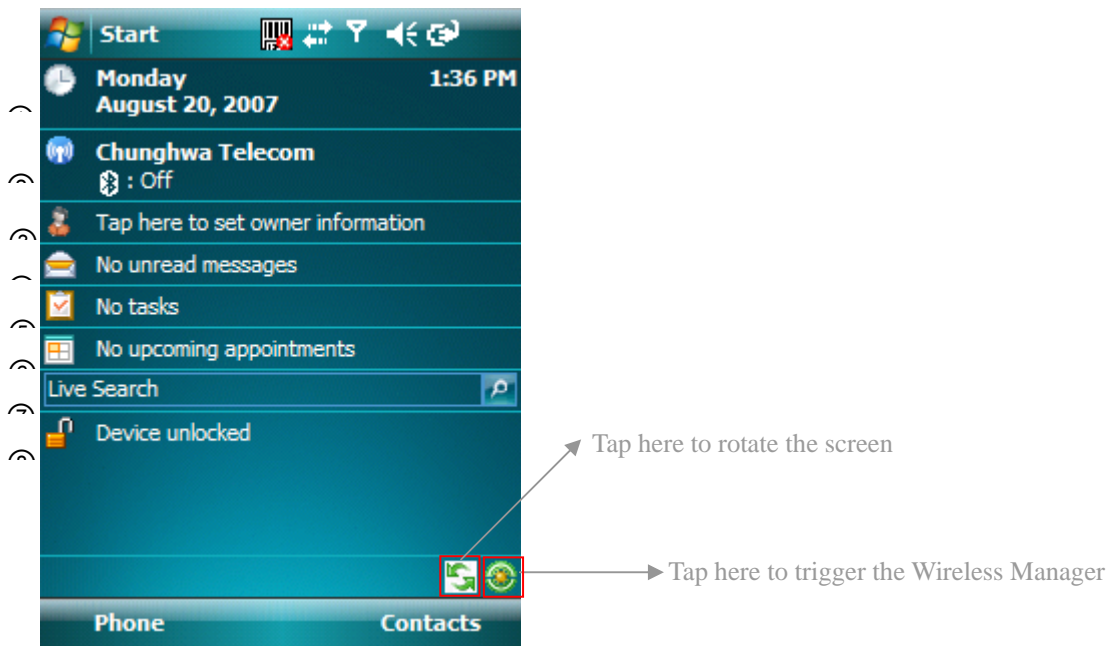 Start
Monday 1:36 PM
August 20, 2007
Chunghwa Telecom
: Off
Tap here to set owner information
No unread messages
No tasks
No upcoming appointments
Live Search
Device unlocked
Tap here to rotate the screen
Tap here to trigger the Wireless Manager
Phone Contacts